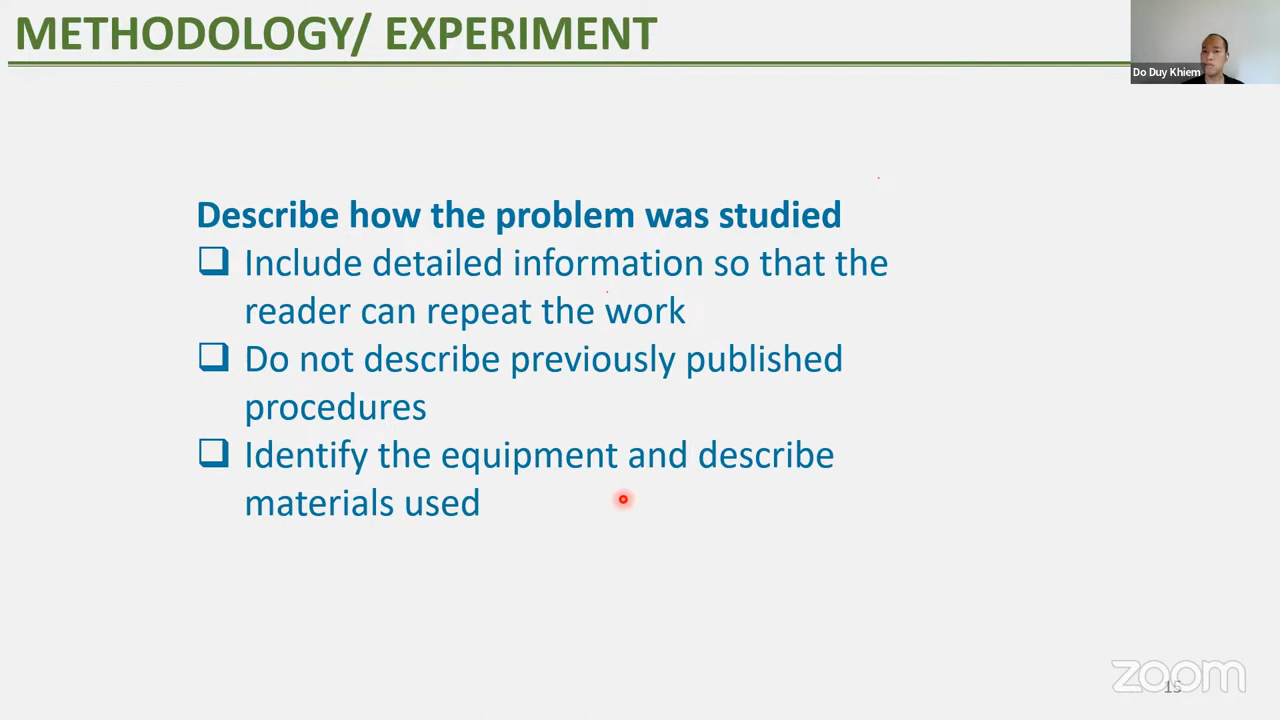 METHODOLOGY/ EXPERIMENT
Do Duy Khiem
Describe how the problem was studied
Include detailed information so that the
reader can repeat the work
Do not describe previously published
procedures
Identify the equipment and describe
materials used
zoom
15